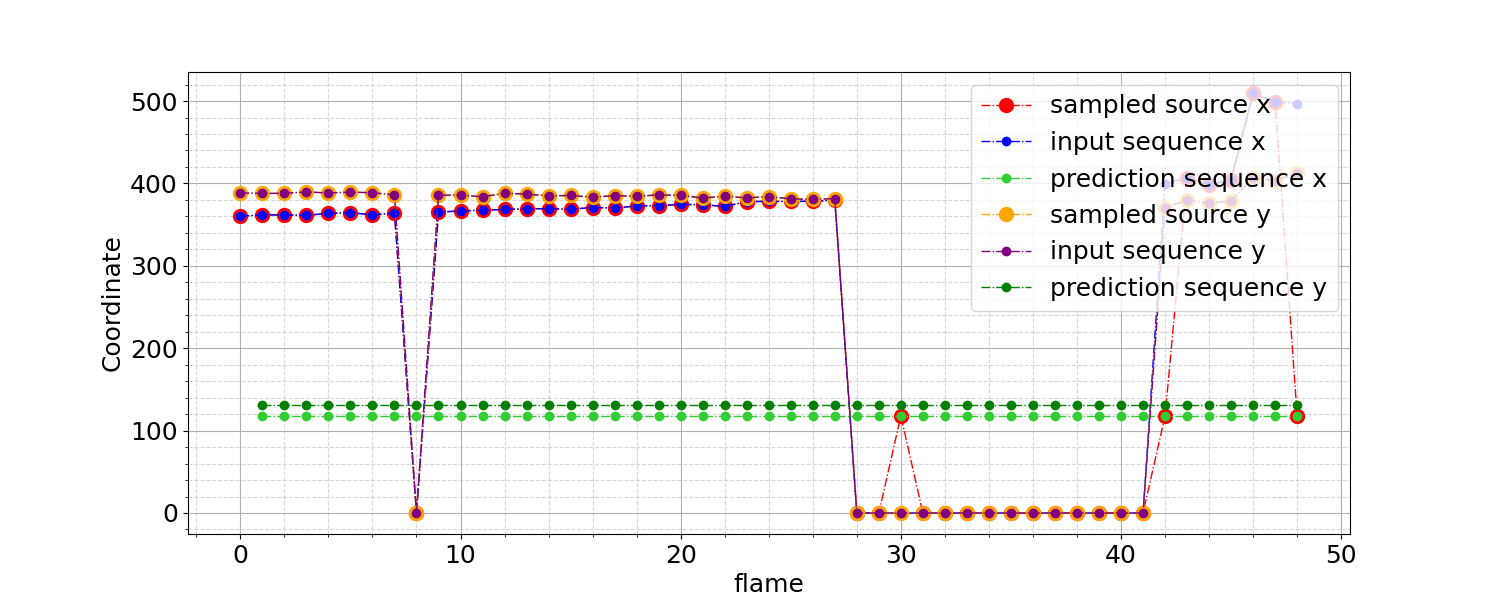 500
400
300
200
100
0
Coordinate
0 10 20 30 40 50
flame
sampled source x
input sequence x
prediction sequence x
sampled source y
input sequence y
prediction sequence y